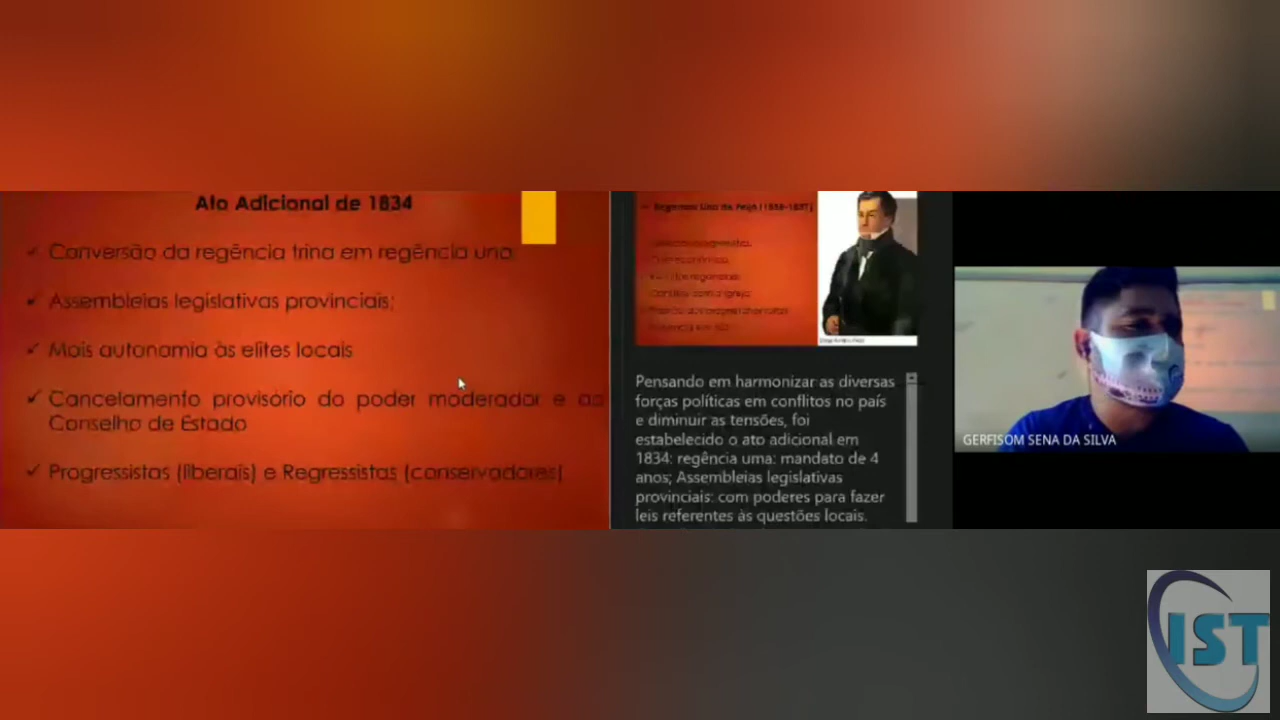 Ato Adicional de 1834
✓ Conversão da regência trina em regência una
✓ Assembleias legislativas provinciais;
✓ Mais autonomia às elites locais
✓ Cancelamento provisório do poder moderador e ao
Conselho de Estado
✓ Progressistas (liberais) e Regressistas (conservadores)
Pensando em harmonizar as diversas
forças políticas em conflitos no país
e diminuir as tensões, foi
estabelecido o ato adicional em
1834: regência uma: mandato de 4
anos; Assembleias legislativas
provinciais: com poderes para fazer
leis referentes às questões locais.
GERFISOM SENA DA SILVA
IST